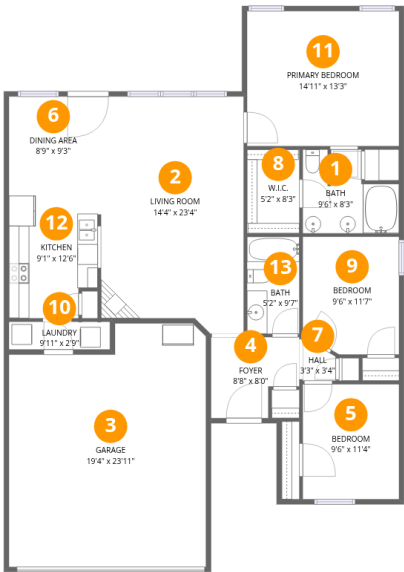 11
PRIMARY BEDROOM
14'11" x 13'3"
6
DINING AREA
8'9" x 9'3"
2
LIVING ROOM
14'4" x 23'4"
8
W.I.C.
5'2" x 8'3"
1
BATH
9'6" x 8'3"
12
KITCHEN
9'1" x 12'6"
13
BATH
5'2" x 9'7"
9
BEDROOM
9'6" x 11'7"
10
LAUNDRY
9'11" x 2'9"
4
FOYER
8'8" x 8'0"
7
HALL
3'3" x 3'4"
3
GARAGE
19'4" x 23'11"
5
BEDROOM
9'6" x 11'4"